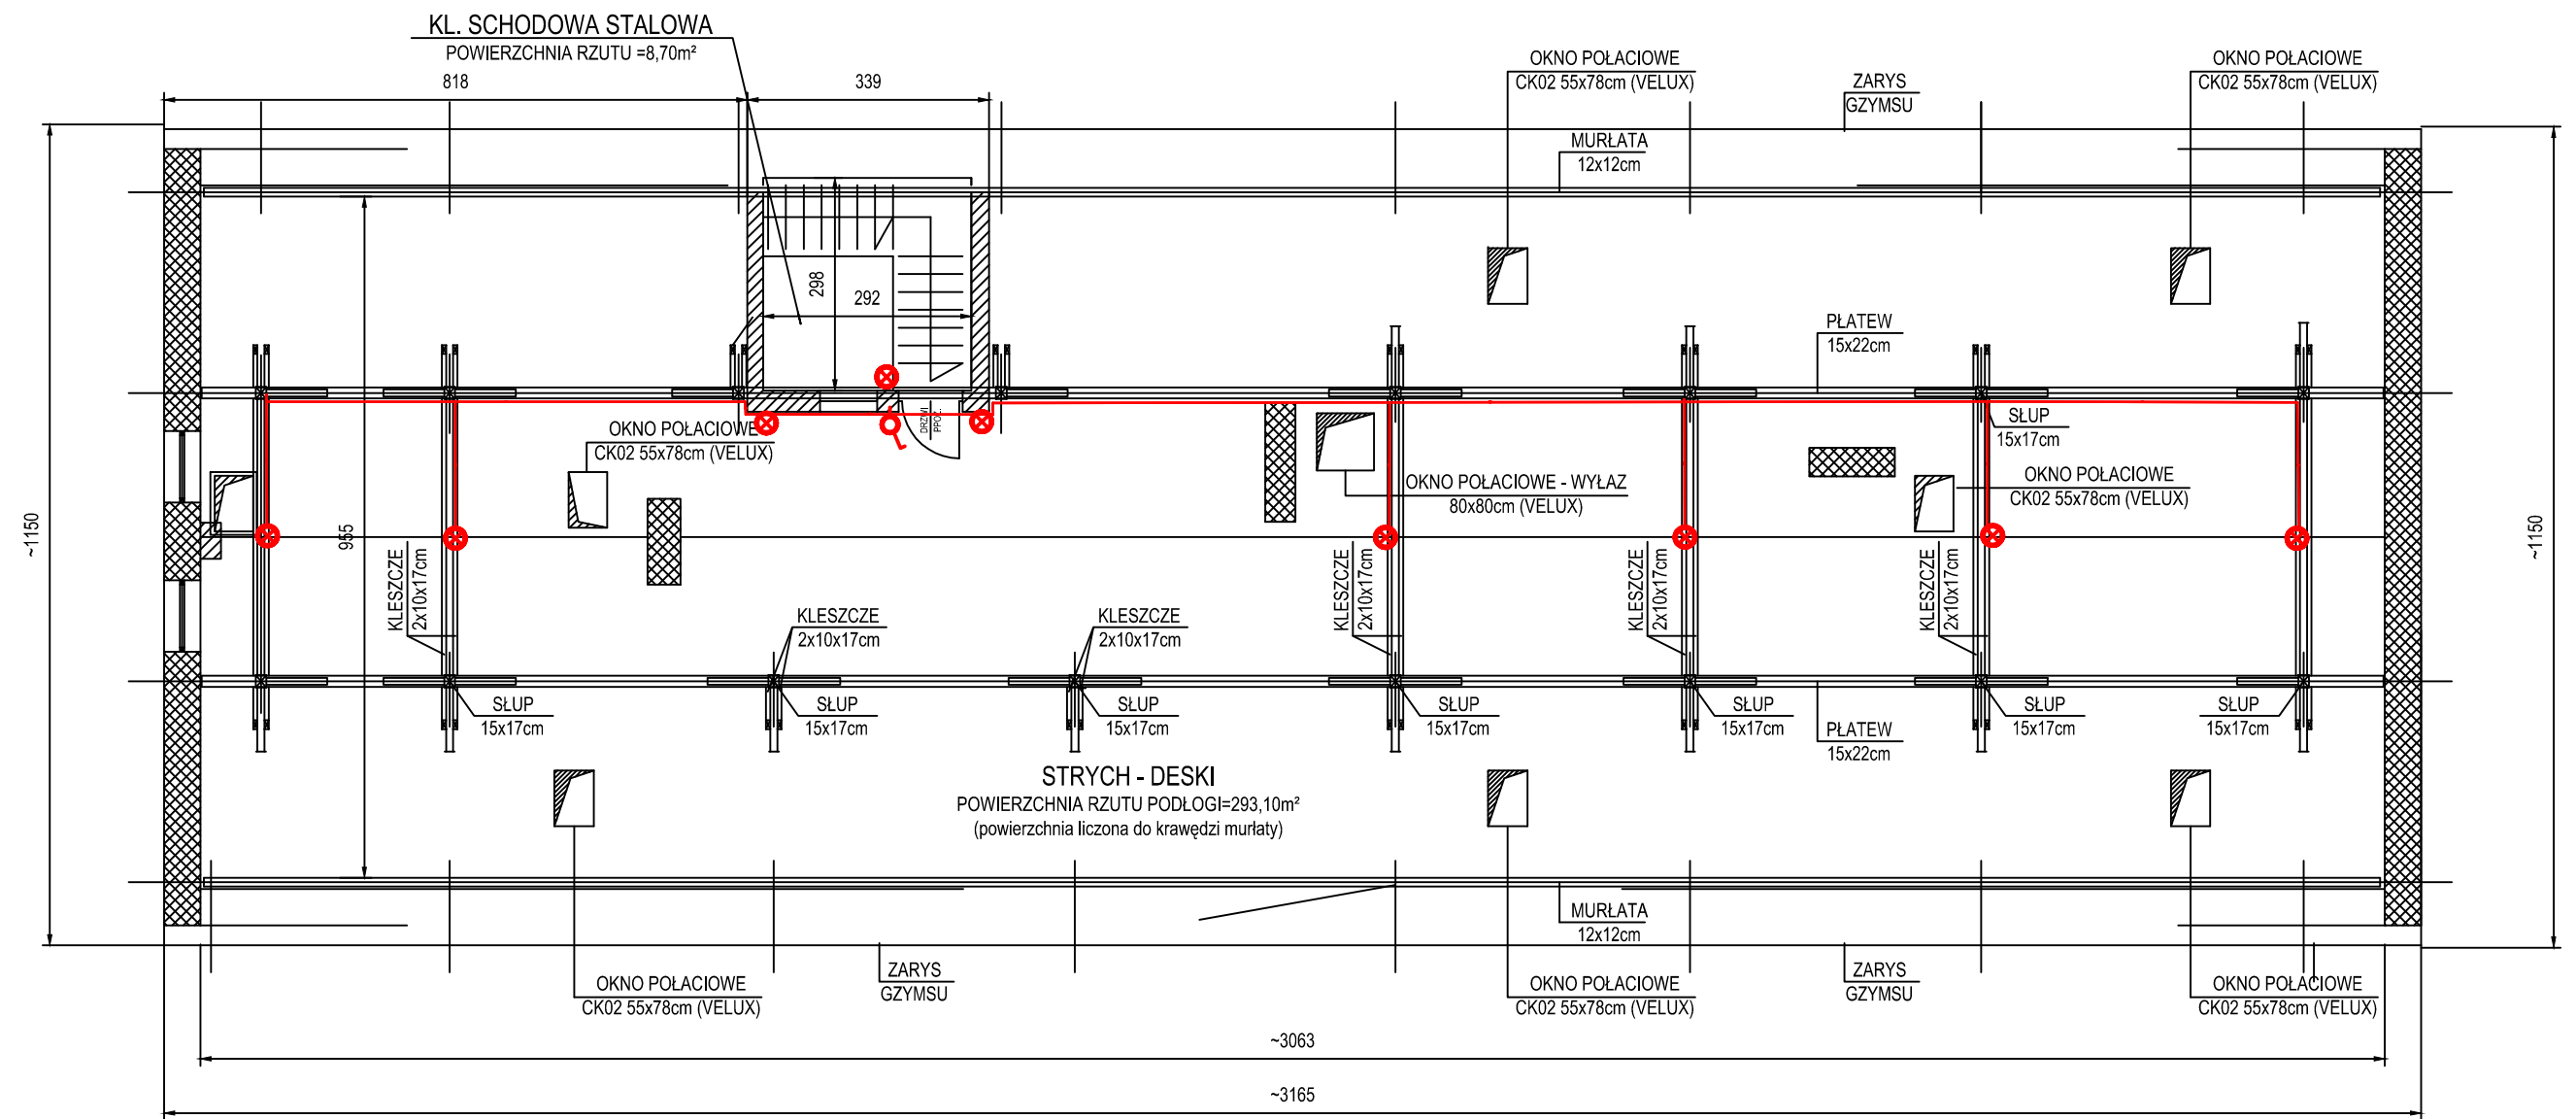 KL. SCHODOWA STALOWA
POWIERZCHNIA RZUTU =8,70m²
818
339
OKNO POŁACIOWE
CK02 55x78cm (VELUX)
ZARYS
GZYMSU
OKNO POŁACIOWE
CK02 55x78cm (VELUX)
MURŁATA
12x12cm
298
292
PŁATEW
15x22cm
DRZWI
PPOŻ.
OKNO POŁACIOWE
CK02 55x78cm (VELUX)
SŁUP
15x17cm
OKNO POŁACIOWE - WYŁAZ
80x80cm (VELUX)
OKNO POŁACIOWE
CK02 55x78cm (VELUX)
~1150
955
~1150
KLESZCZE
2x10x17cm
KLESZCZE
2x10x17cm
KLESZCZE
2x10x17cm
KLESZCZE
2x10x17cm
KLESZCZE
2x10x17cm
KLESZCZE
2x10x17cm
SŁUP
15x17cm
SŁUP
15x17cm
SŁUP
15x17cm
SŁUP
15x17cm
SŁUP
15x17cm
SŁUP
15x17cm
SŁUP
15x17cm
PŁATEW
15x22cm
STRYCH - DESKI
POWIERZCHNIA RZUTU PODŁOGI=293,10m²
(powierzchnia liczona do krawędzi murłaty)
MURŁATA
12x12cm
OKNO POŁACIOWE
CK02 55x78cm (VELUX)
ZARYS
GZYMSU
OKNO POŁACIOWE
CK02 55x78cm (VELUX)
ZARYS
GZYMSU
OKNO POŁACIOWE
CK02 55x78cm (VELUX)
~3063
~3165